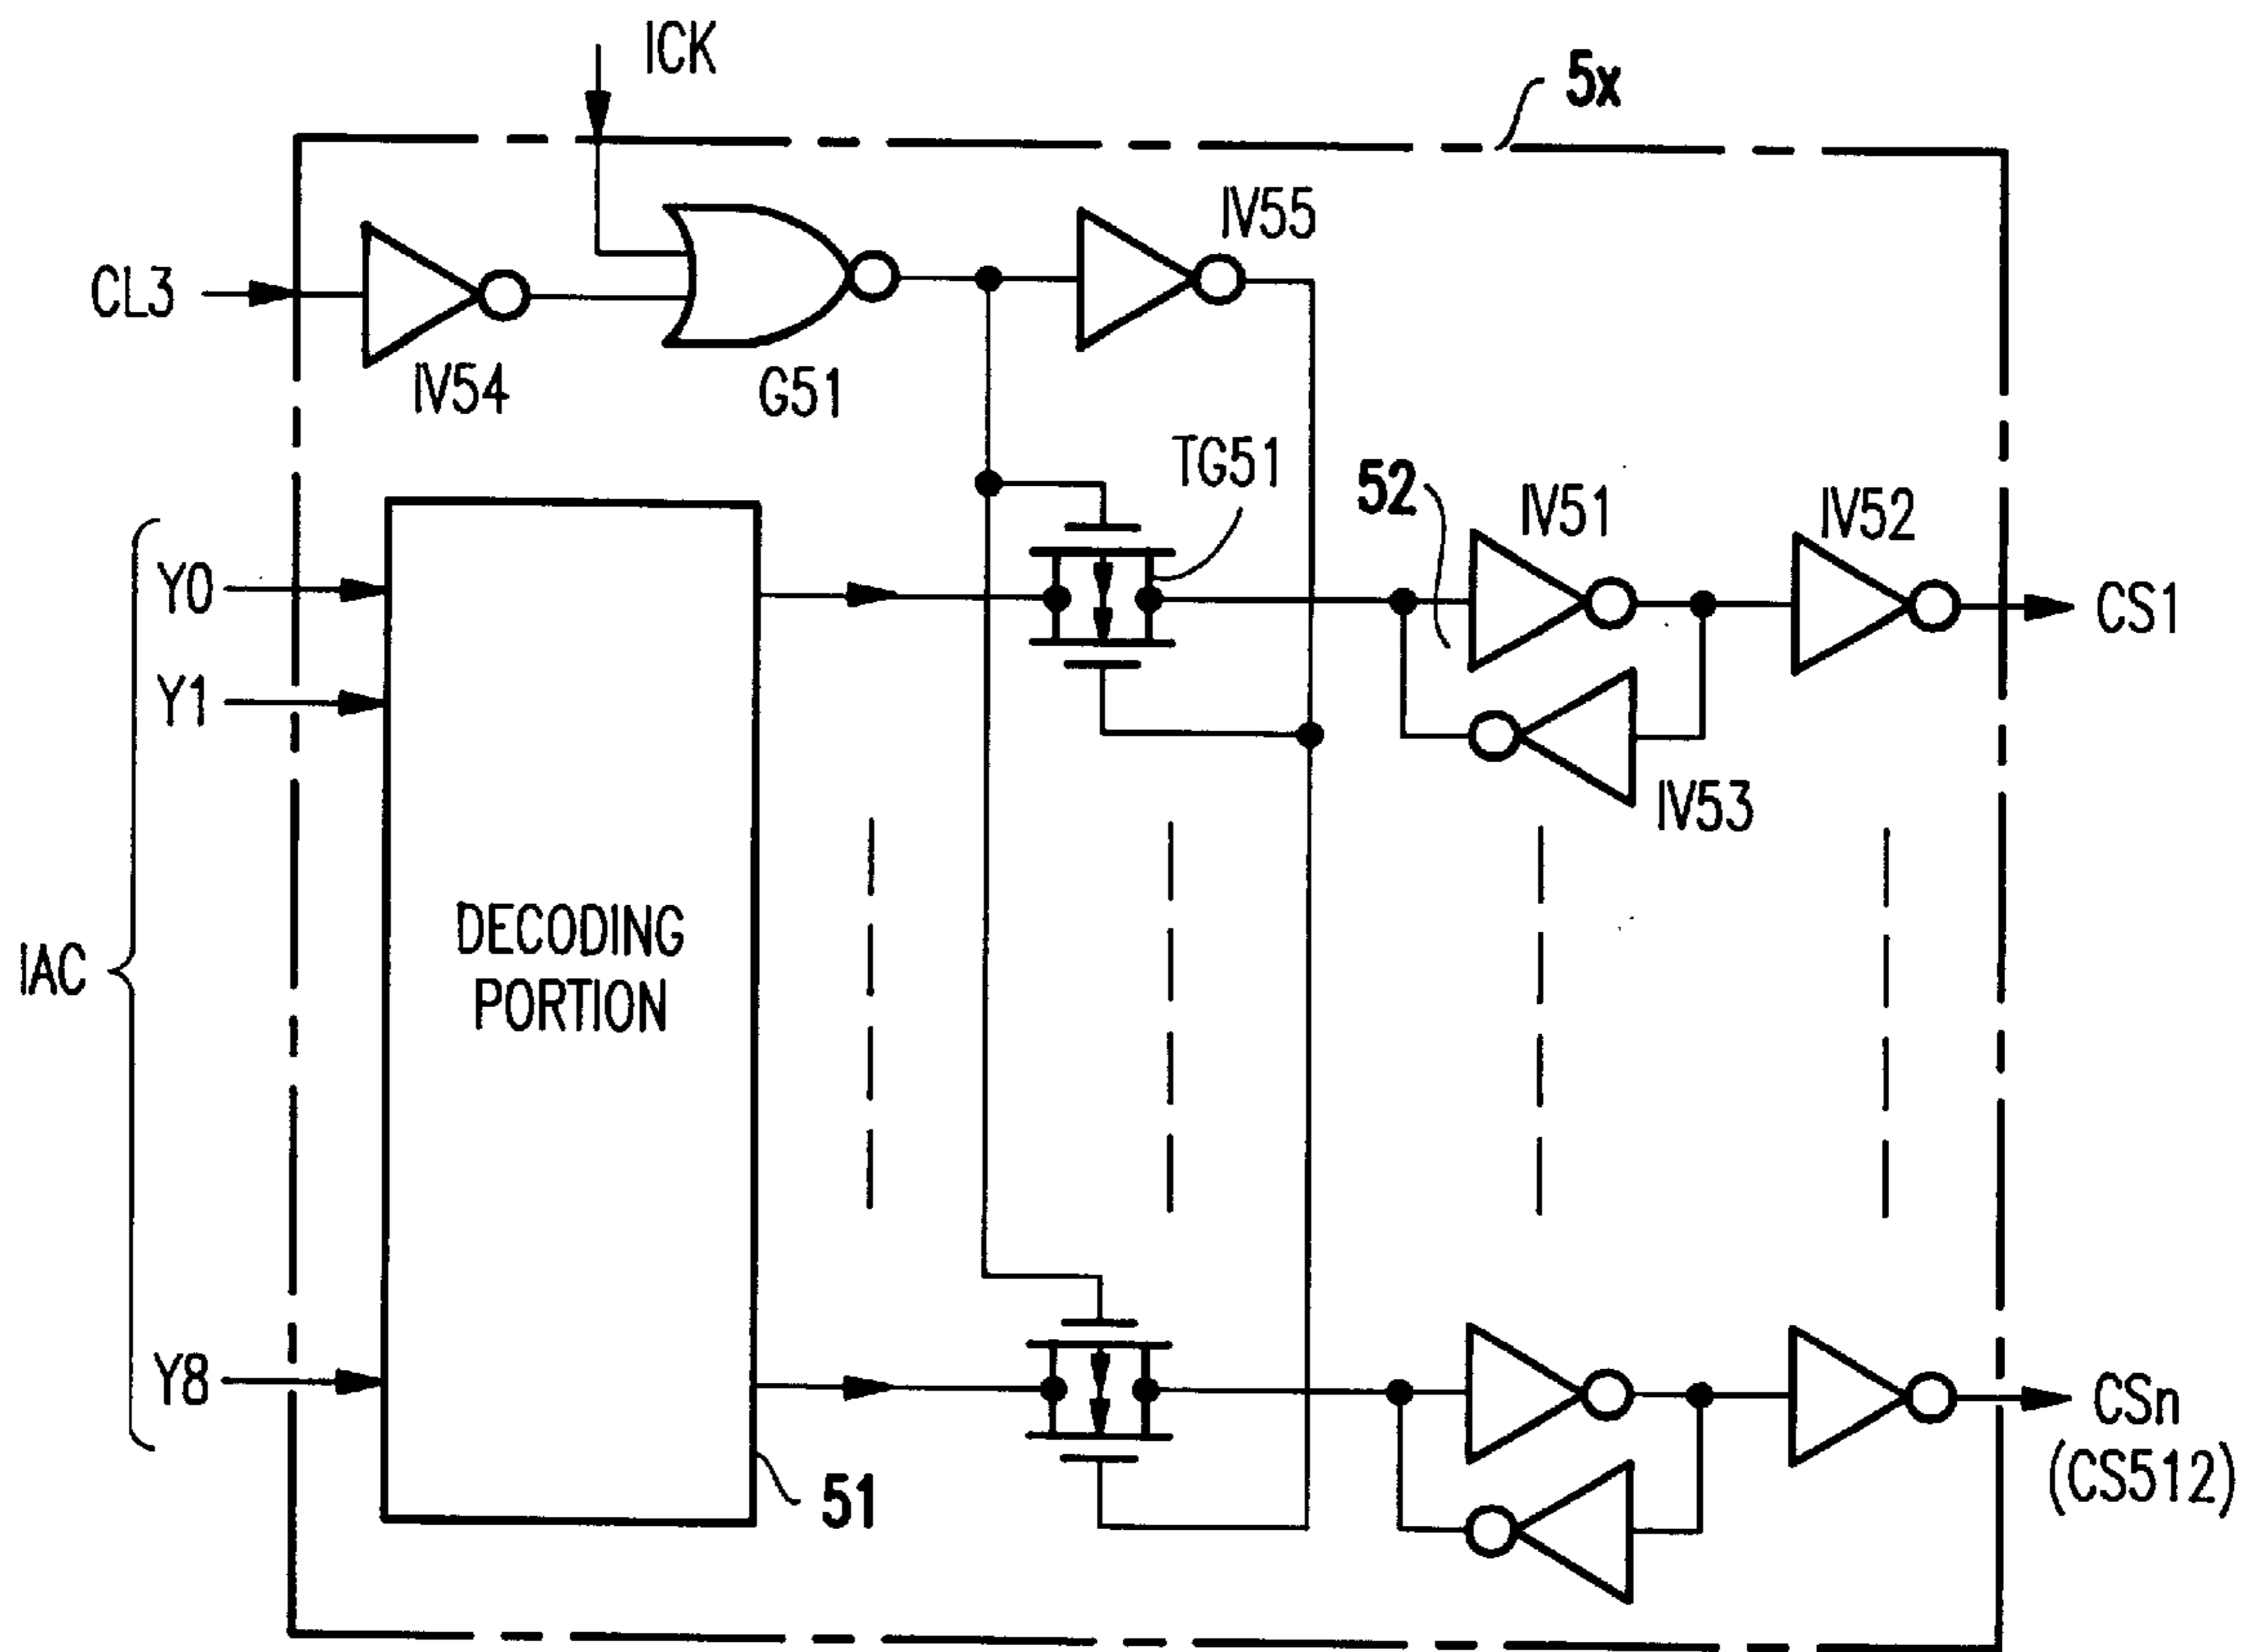 ICK
5x
IV55
CL3
IV54
G51
TG51
52
IV51
IV52
Y0
CS1
Y1
IV53
DECODING
PORTION
IAC
Y8
CSn
51
(CS512)